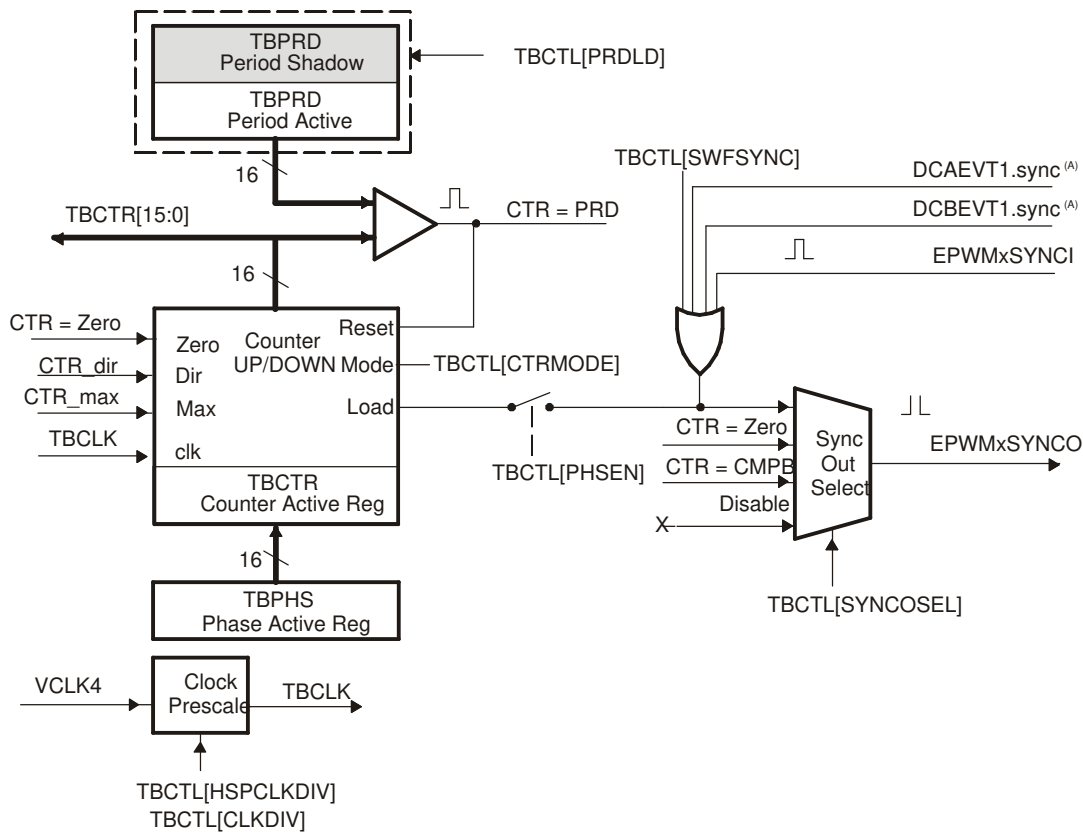 TBPRD
Period Shadow
TBCTL[PRDLD]
TBPRD
Period Active
16
TBCTR[15:0]
CTR = PRD
16
TBCTL[SWFSYNC]
DCAEVT1.sync (A)
DCBEVT1.sync (A)
EPWMxSYNCI
CTR = Zero
CTR_dir
CTR_max
TBCLK
Zero
Dir
Max
clk
Counter
UP/DOWN
Reset
Mode
Load
TBCTL[CTRMODE]
TBCTR
Counter Active Reg
TBCTL[PHSEN]
CTR = Zero
CTR = CMPB
Disable
X
Sync
Out
Select
EPWMxSYNCO
TBCTL[SYNCOSEL]
16
TBPHS
Phase Active Reg
VCLK4
Clock
Prescale
TBCLK
TBCTL[HSPCLKDIV]
TBCTL[CLKDIV]